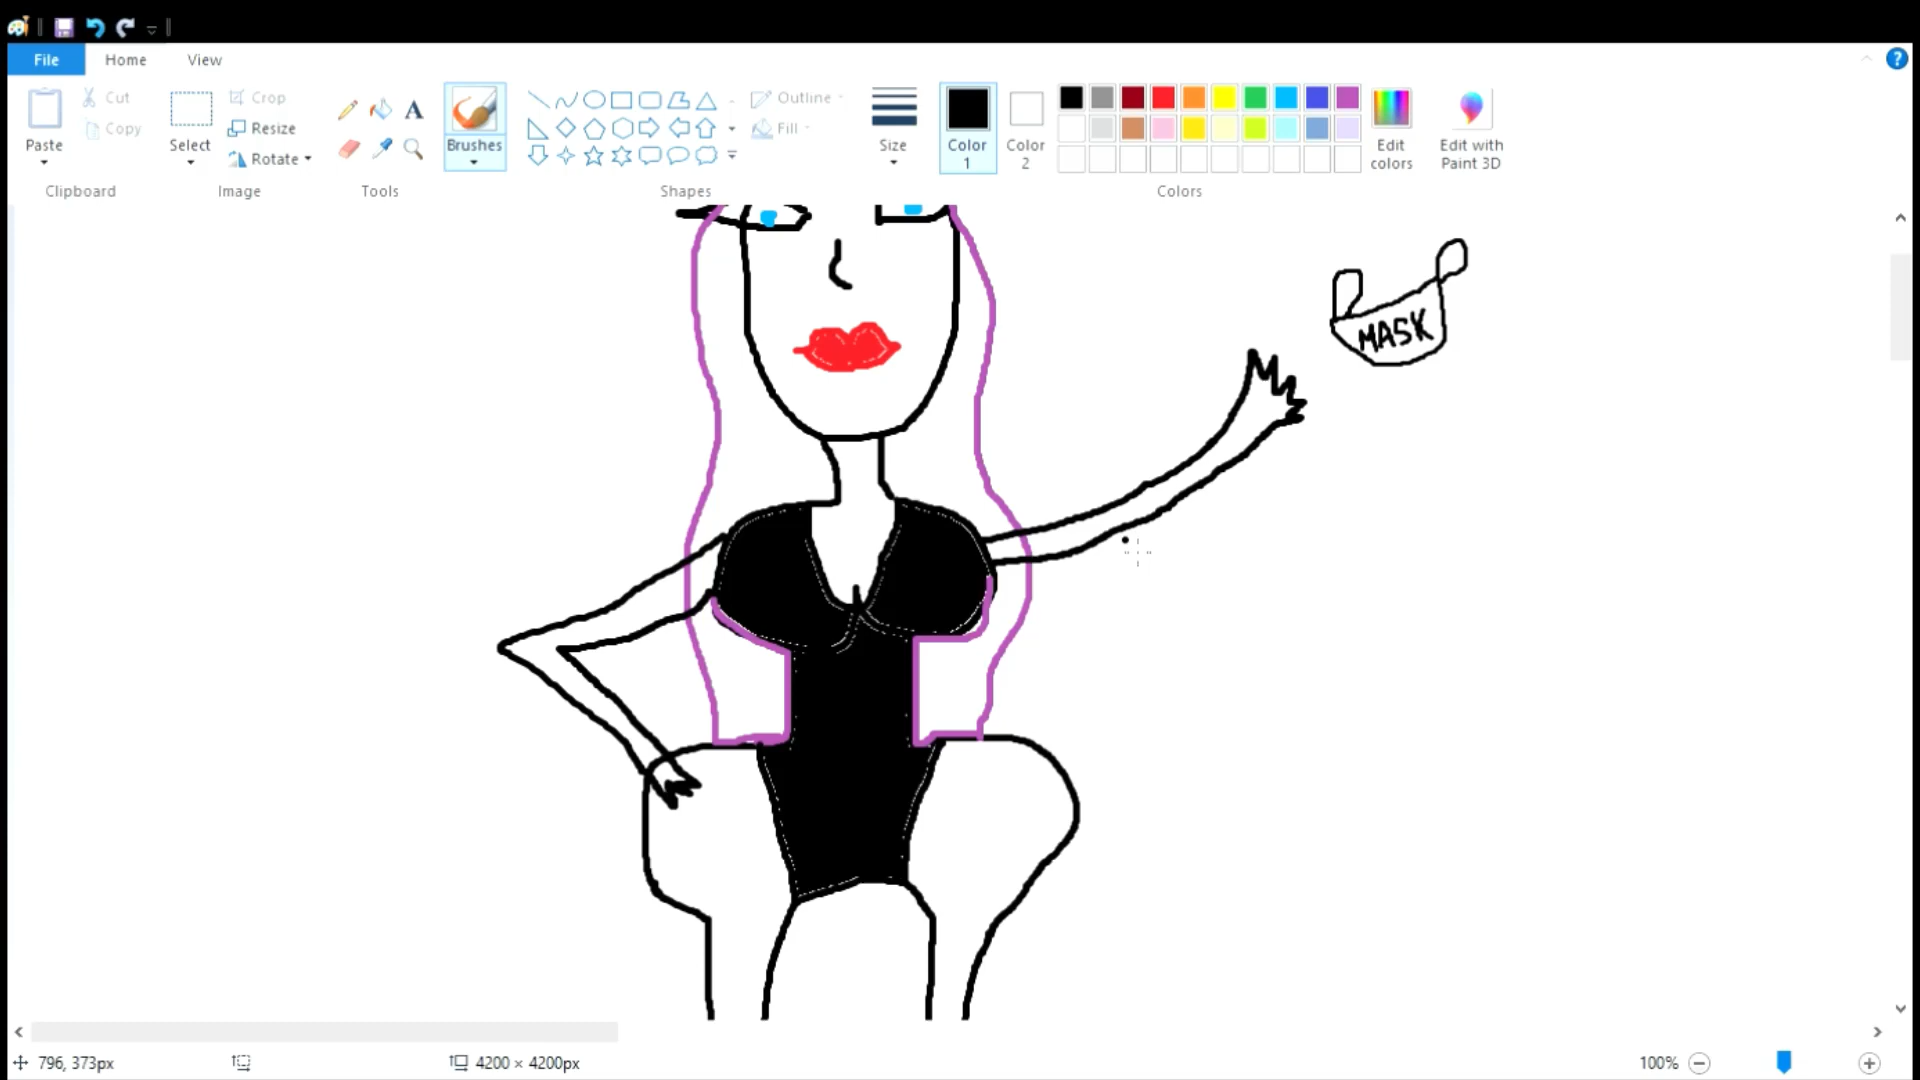 File Home View
Paste
Cut
Copy
Clipboard
Select
Crop
Resize
Rotate
Image
A
Tools
Brushes
Shapes
Outline
Fill
Size
Color
1
Color
2
Colors
Edit
colors
Edit with
Paint 3D
?
MASK
796, 373px
4200 × 4200px
100%